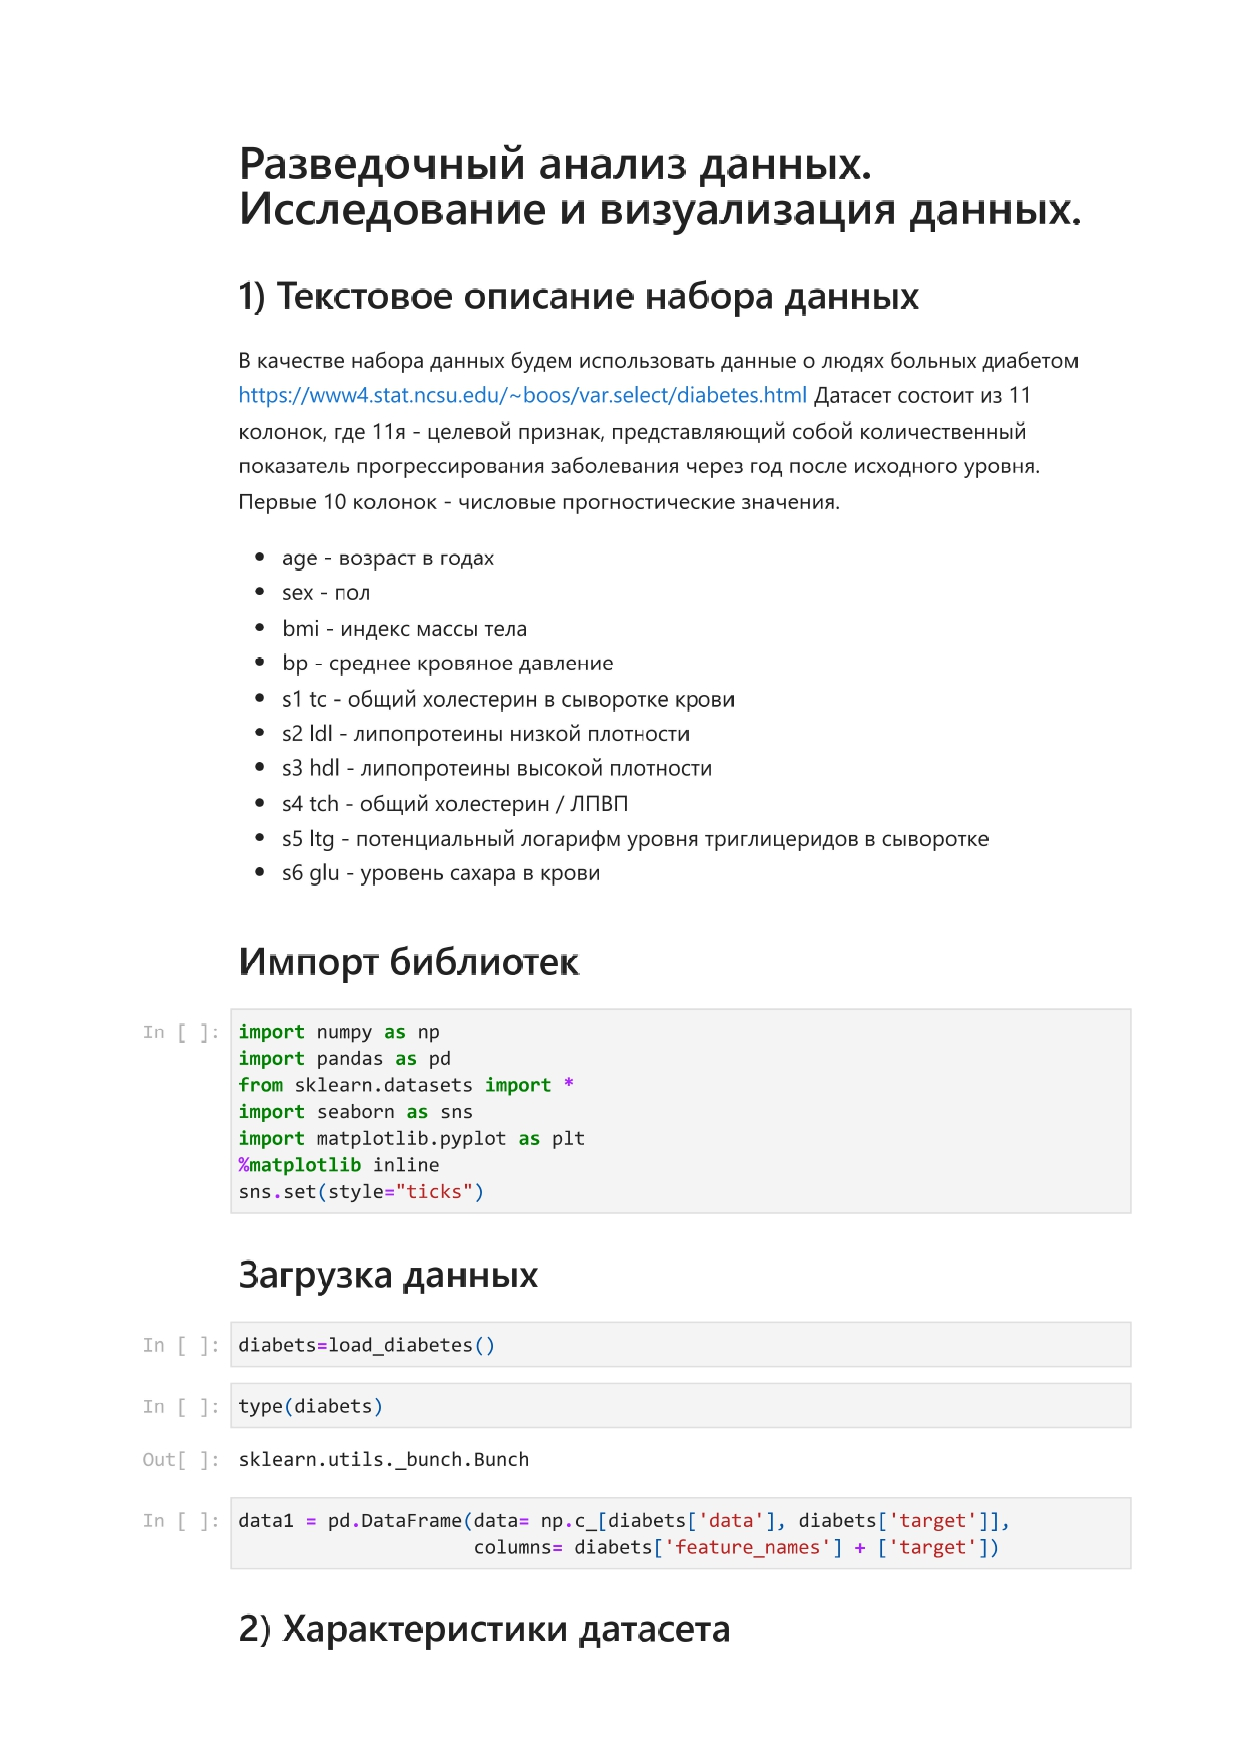 Разведочный анализ данных.
Исследование и визуализация данных.
1) Текстовое описание набора данных
В качестве набора данных будем использовать данные о людях больных диабетом
https://www4.stat.ncsu.edu/~boos/var.select/diabetes.html Датасет состоит из 11
колонок, где 11я - целевой признак, представляющий собой количественный
показатель прогрессирования заболевания через год после исходного уровня.
Первые 10 колонок - числовые прогностические значения.
• age - возраст в годах
• sex - пол
• bmi - индекс массы тела
• bp - среднее кровяное давление
• s1 tc - общий холестерин в сыворотке крови
• s2 ldl - липопротеины низкой плотности
• s3 hdl - липопротеины высокой плотности
• s4 tch - общий холестерин / ЛПВП
• s5 ltg - потенциальный логарифм уровня триглицеридов в сыворотке
• s6 glu - уровень сахара в крови
Импорт библиотек
In [ ]: import numpy as np
import pandas as pd
from sklearn.datasets import *
import seaborn as sns
import matplotlib.pyplot as plt
%matplotlib inline
sns.set(style="ticks")
Загрузка данных
In [ ]: diabets=load_diabetes()
In [ ]: type(diabets)
Out[ ]: sklearn.utils._bunch.Bunch
In [ ]: data1 = pd.DataFrame(data= np.c_[diabets['data'], diabets['target']],
columns= diabets['feature_names'] + ['target'])
2) Характеристики датасета